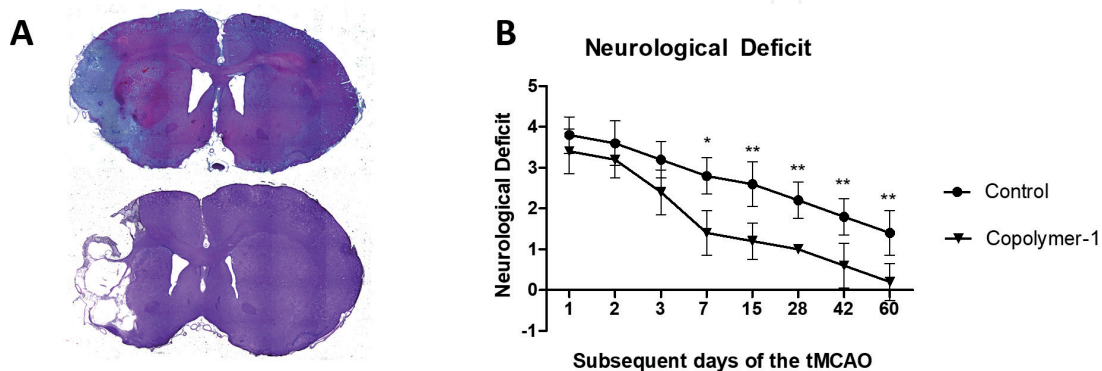 A
B
Neurological Deficit
5
4
3
2
1
0
-1
Neurological Deficit
*
**
**
**
**
1 2 3 7 15 28 42 60
Subsequent days of the tMCAO
Control
Copolymer-1